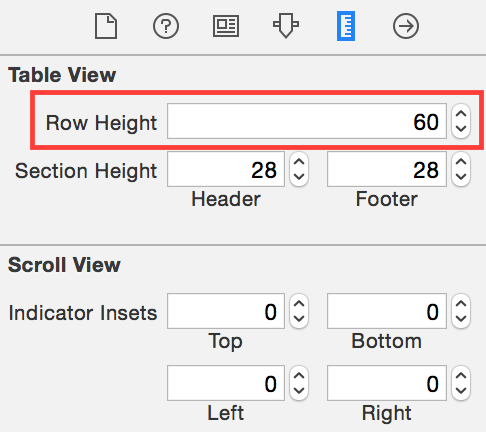 Table View
Row Height 60
Section Height 28 28
Header Footer
Scroll View
Indicator Insets 0 0
Top Bottom
0 0
Left Right